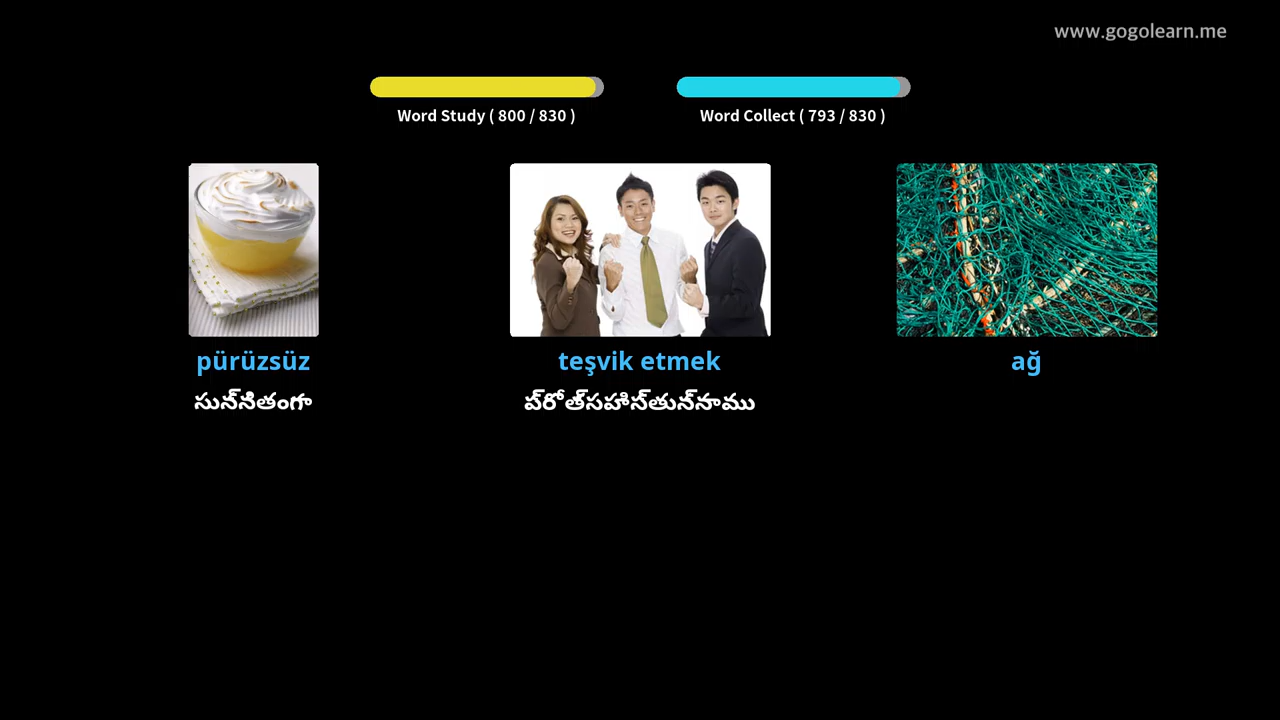 www.gogolearn.me
Word Study ( 800 / 830 )
Word Collect ( 793 / 830 )
pürüzsüz
teşvik etmek
ağ
సున్నితంగా
ప్రోత్సహిస్తున్నాము